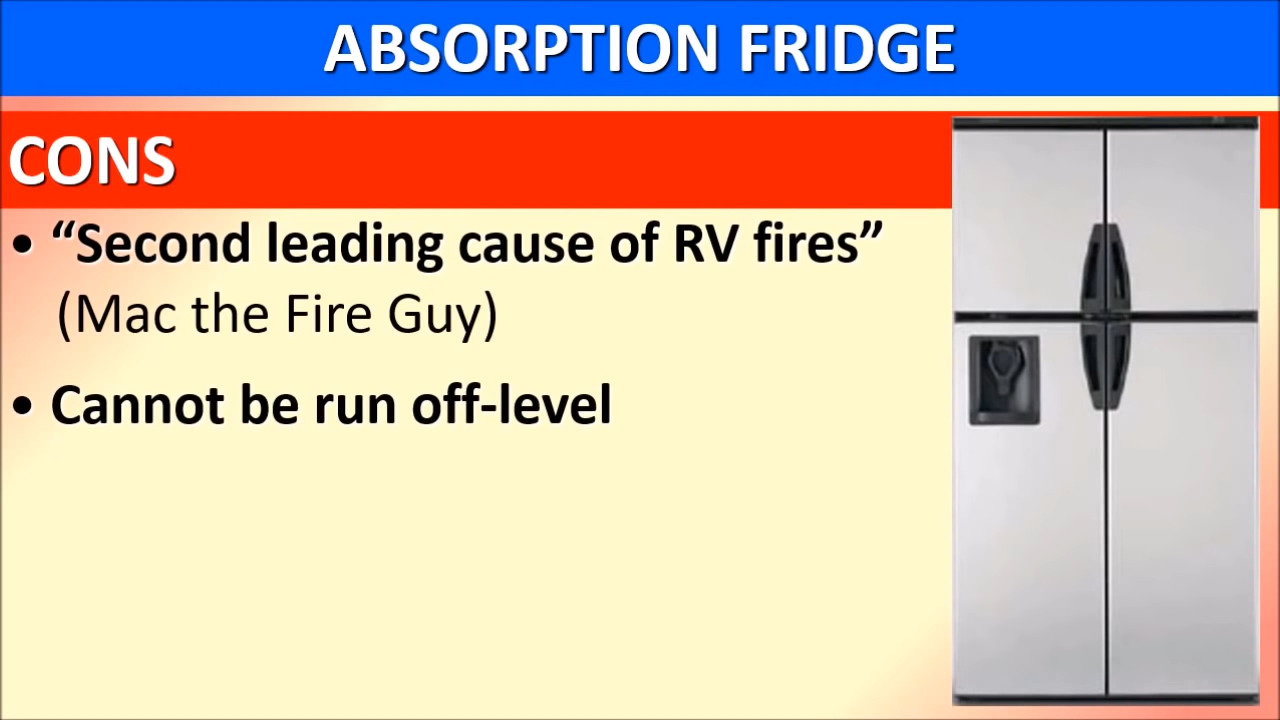 ABSORPTION FRIDGE
CONS
• “Second leading cause of RV fires”
(Mac the Fire Guy)
• Cannot be run off-level